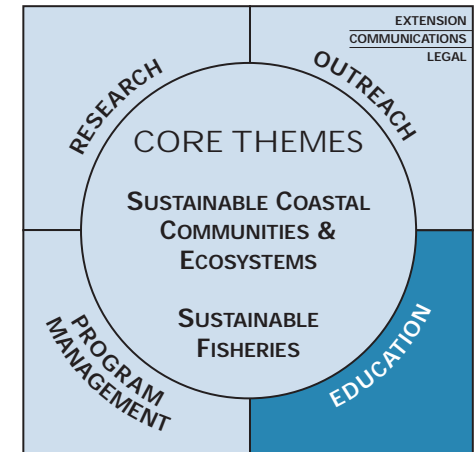 EXTENSION
COMMUNICATIONS
LEGAL
RESEARCH
OUTREACH
CORE THEMES
SUSTAINABLE COASTAL
COMMUNITIES &
ECOSYSTEMS
SUSTAINABLE
FISHERIES
PROGRAM
MANAGEMENT
EDUCATION